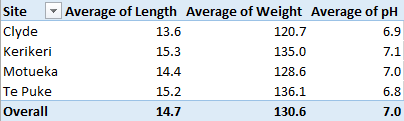 Site Average of Length Average of Weight Average of pH
Clyde 13.6 120.7 6.9
Kerikeri 15.3 135.0 7.1
Motueka 14.4 128.6 7.0
Te Puke 15.2 136.1 6.8
Overall 14.7 130.6 7.0